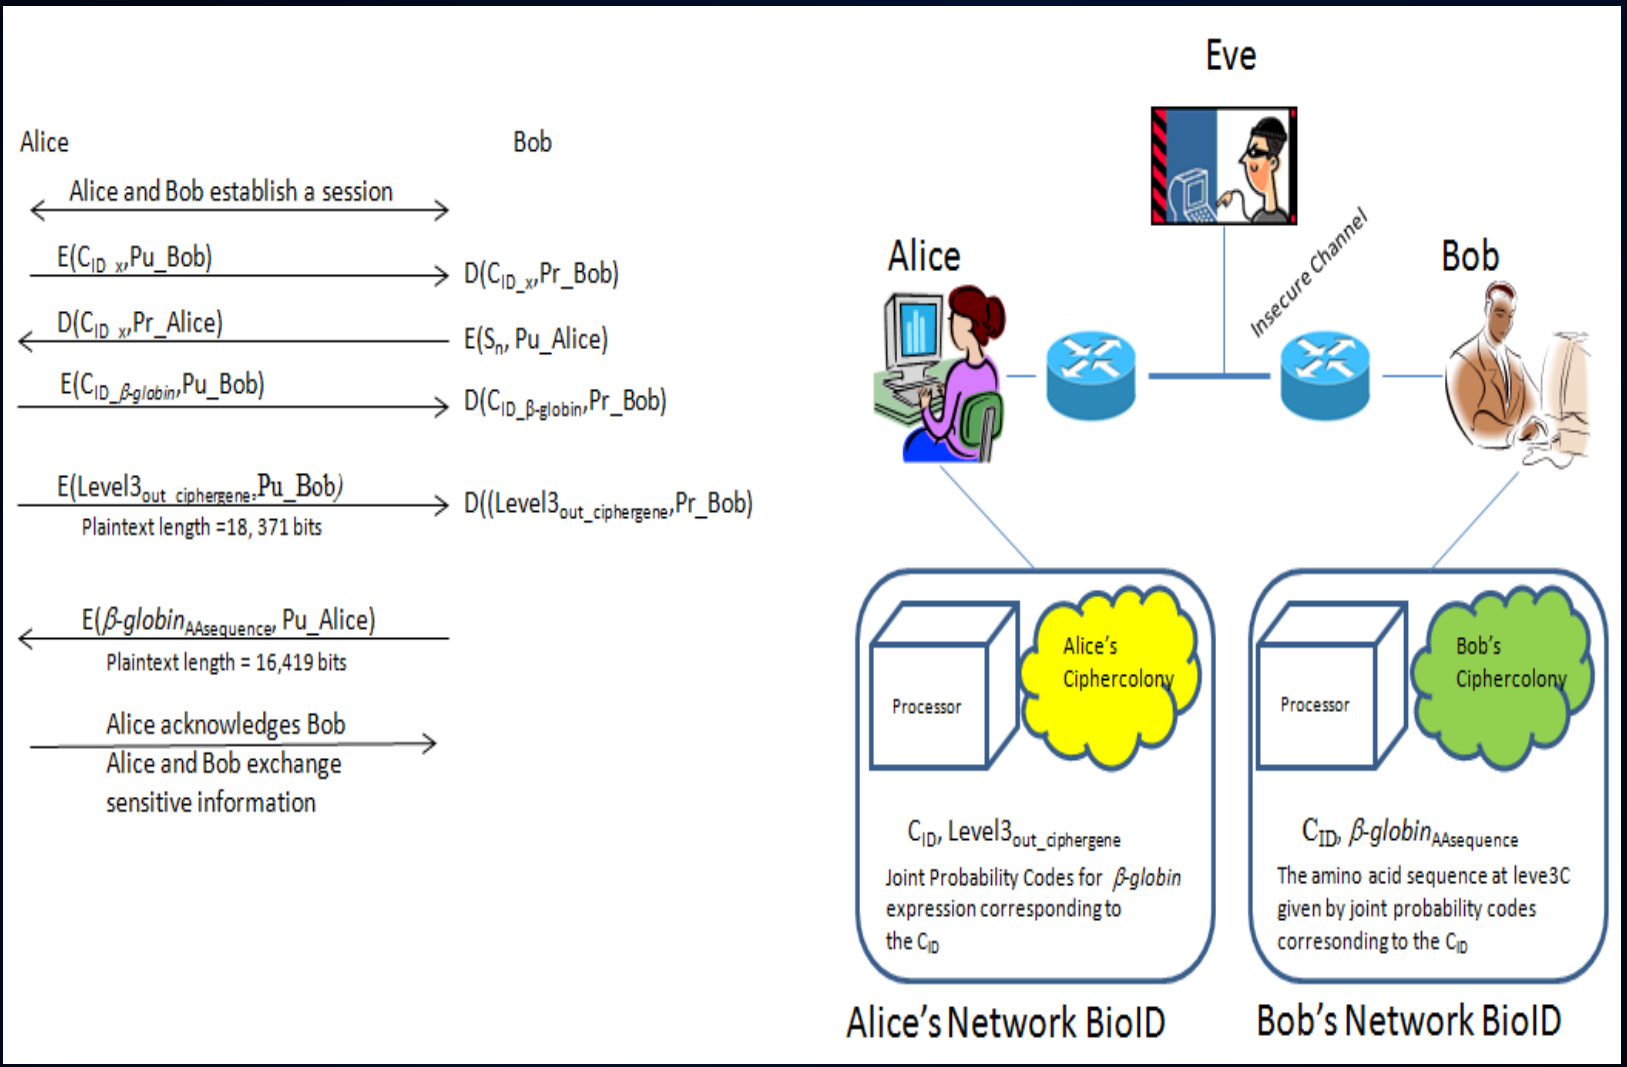 Alice
Bob
Alice and Bob establish a session
E(C_ID_x,Pu_Bob)
D(C_ID_x,Pr_Bob)
D(C_ID_x,Pr_Alice)
E(S_n, Pu_Alice)
E(C_ID_β-globin,Pu_Bob)
D(C_ID_β-globin,Pr_Bob)
E(Level3_out_ciphergene,Pu_Bob)
D((Level3_out_ciphergene,Pr_Bob)
Plaintext length =18, 371 bits
E(β-globin_AAsequence, Pu_Alice)
Plaintext length = 16,419 bits
Alice acknowledges Bob
Alice and Bob exchange
sensitive information
Eve
Insecure Channel
Alice
Bob
Processor
Alice's
Ciphercolony
C_ID, Level3_out_ciphergene
Joint Probability Codes for β-globin
expression corresponding to
the C_ID
Alice's Network BioID
Processor
Bob's
Ciphercolony
C_ID, β-globin_AAsequence
The amino acid sequence at leve3C
given by joint probability codes
corresonding to the C_ID
Bob's Network BioID